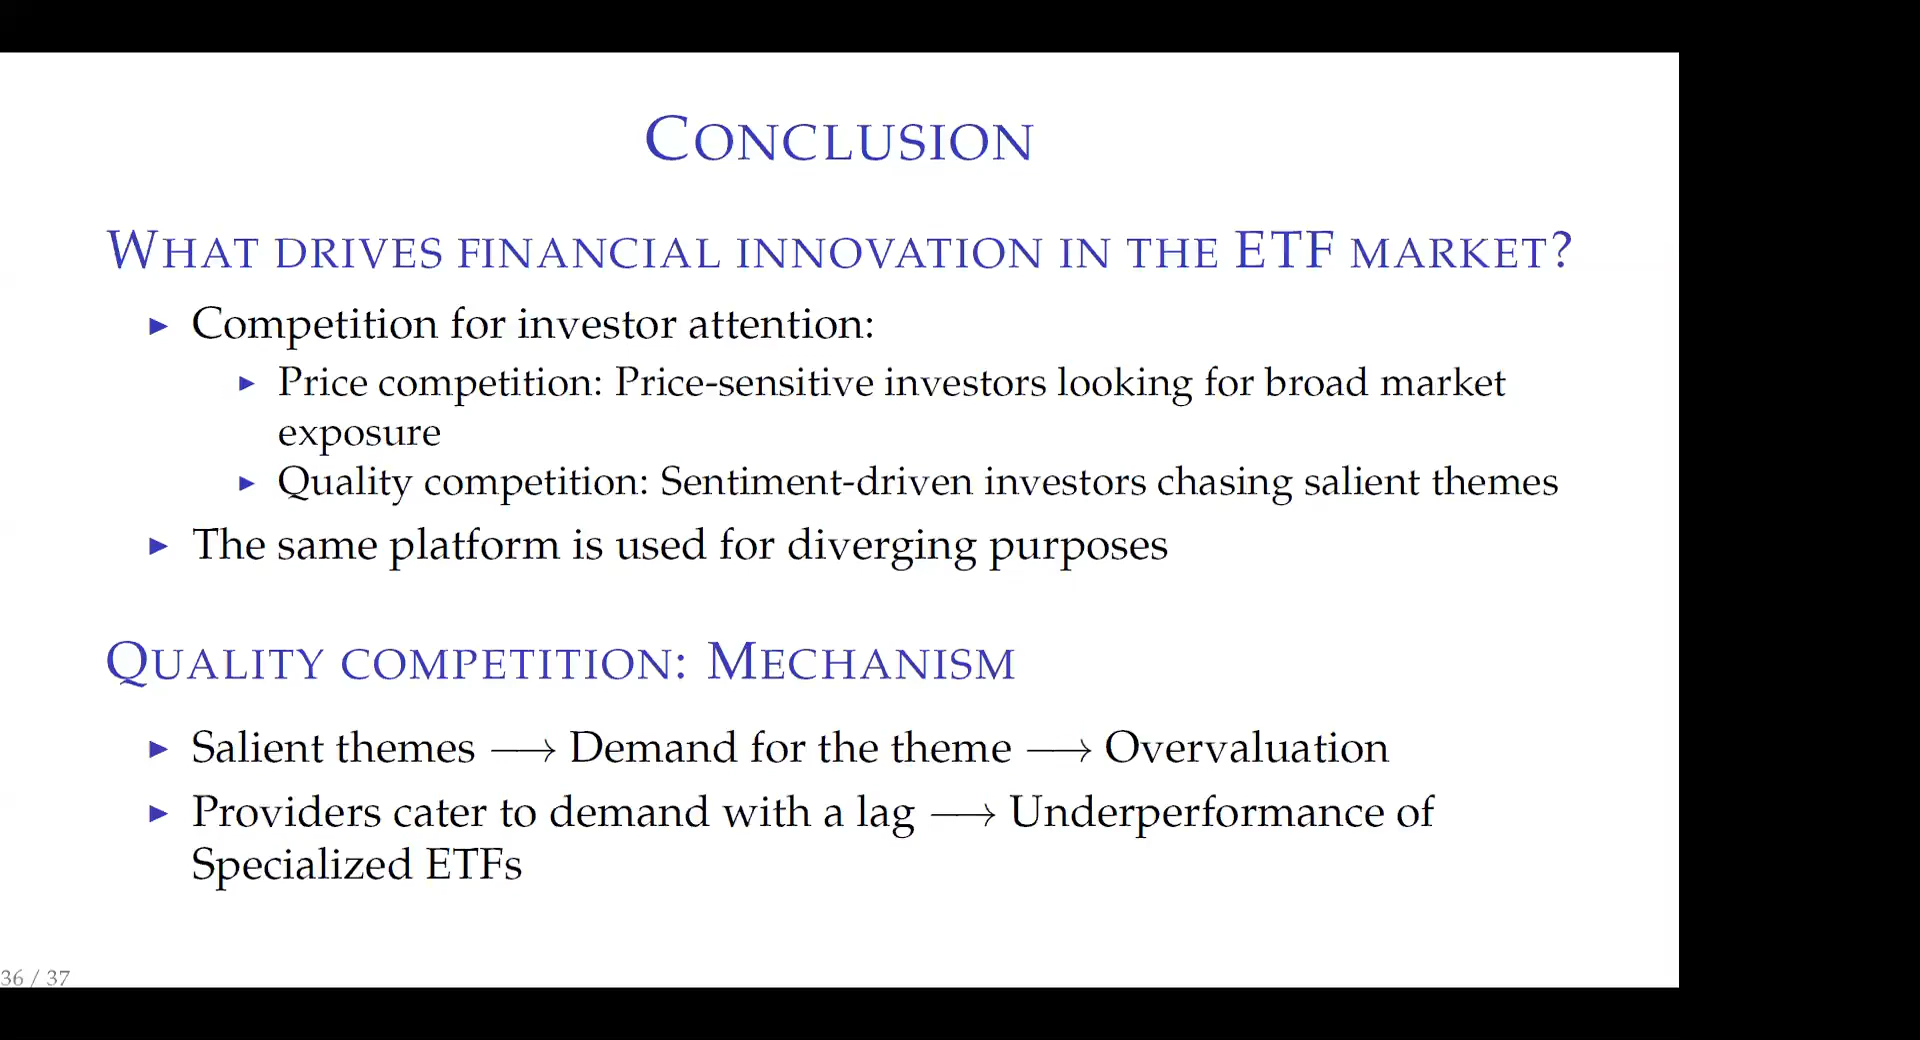 CONCLUSION
WHAT DRIVES FINANCIAL INNOVATION IN THE ETF MARKET?
▶ Competition for investor attention:
▶ Price competition: Price-sensitive investors looking for broad market
exposure
▶ Quality competition: Sentiment-driven investors chasing salient themes
▶ The same platform is used for diverging purposes
QUALITY COMPETITION: MECHANISM
▶ Salient themes ⟶ Demand for the theme ⟶ Overvaluation
▶ Providers cater to demand with a lag ⟶ Underperformance of
Specialized ETFs
36 / 37